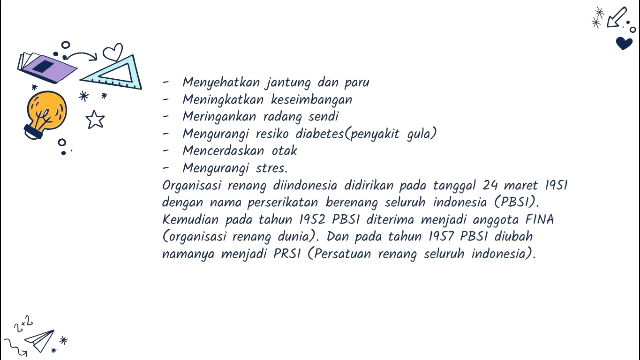 - Menyehatkan jantung dan paru
- Meningkatkan keseimbangan
- Meringankan radang sendi
- Mengurangi resiko diabetes(penyakit gula)
- Mencerdaskan otak
- Mengurangi stres.
Organisasi renang diindonesia didirikan pada tanggal 24 maret 1951
dengan nama perserikatan berenang seluruh indonesia (PBSI).
Kemudian pada tahun 1952 PBSI diterima menjadi anggota FINA
(organisasi renang dunia). Dan pada tahun 1957 PBSI diubah
namanya menjadi PRSI (Persatuan renang seluruh indonesia).
2×2